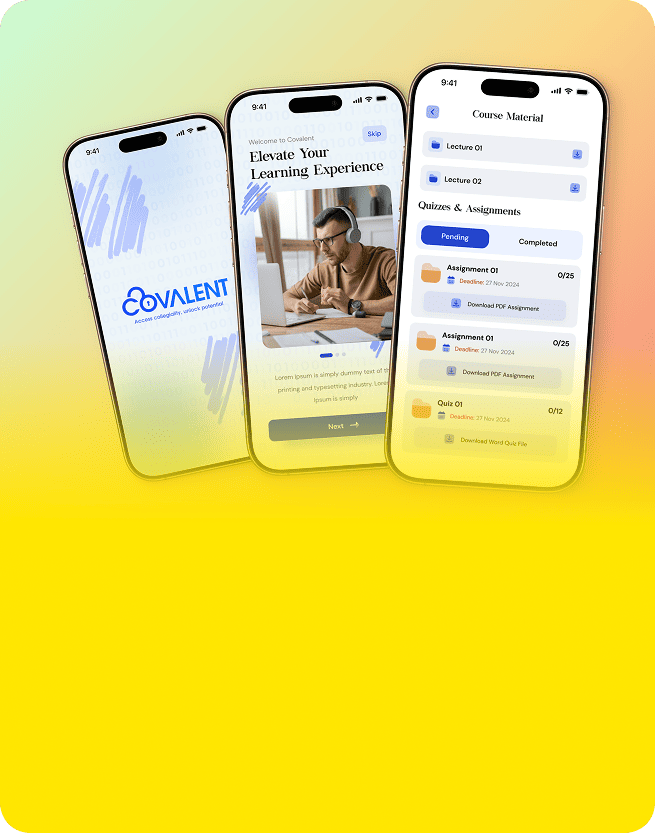 9:41
COVALENT
Access collegiality, unlock potential
9:41
Welcome to Covalent
Skip
Elevate Your
Learning Experience
Lorem Ipsum is simply dummy text of th
printing and typesetting industry. Lorem
Ipsum is simply
Next
9:41
Course Material
Lecture 01
Lecture 02
Quizzes & Assignments
Pending
Completed
Assignment 01
0/25
Deadline: 27 Nov 2024
Download PDF Assignment
Assignment 01
0/25
Deadline: 27 Nov 2024
Download PDF Assignment
Quiz 01
0/12
Deadline: 27 Nov 2024
Download Word Quiz File